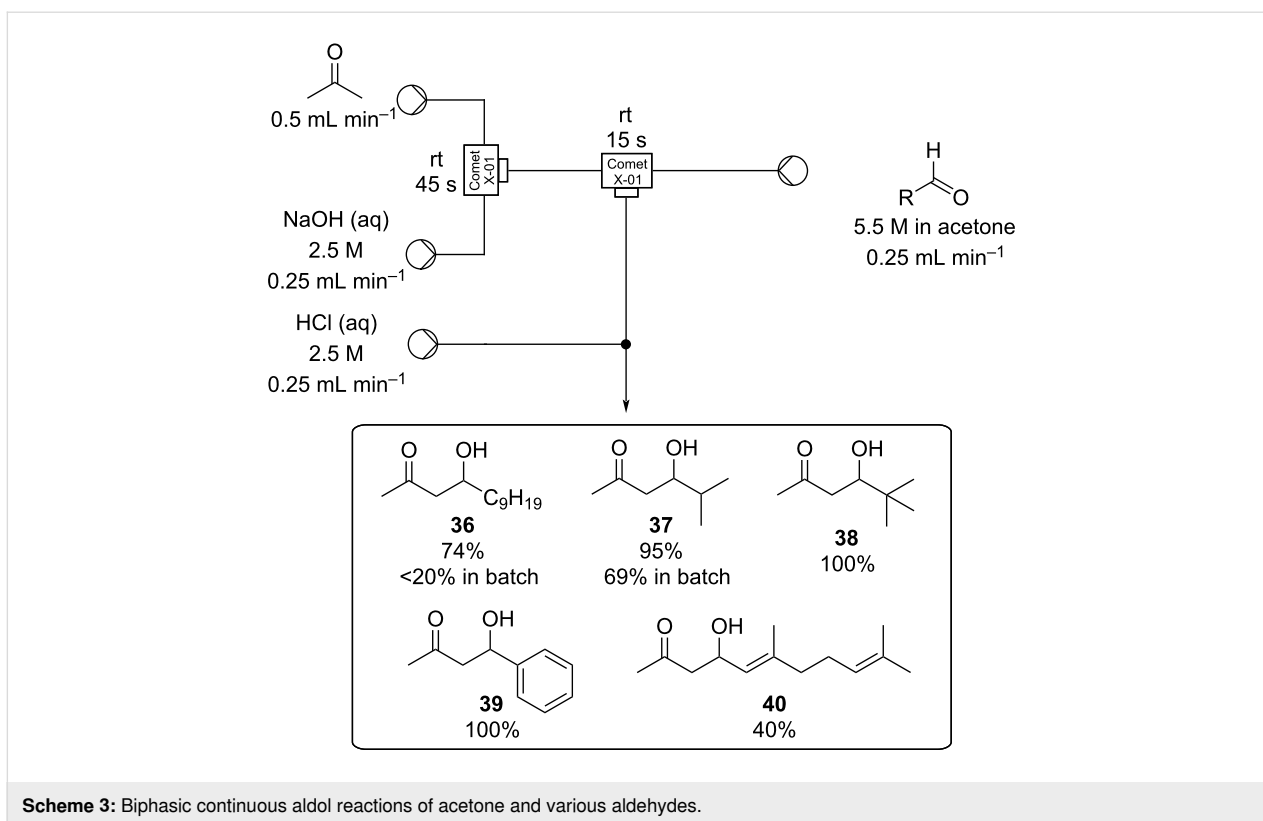 O
0.5 mL min⁻¹
rt
45 s
Comet
X-01
NaOH (aq)
2.5 M
0.25 mL min⁻¹
HCl (aq)
2.5 M
0.25 mL min⁻¹
rt
15 s
Comet
X-01
H
R
O
5.5 M in acetone
0.25 mL min⁻¹
O
OH
C₉H₁₉
36
74%
<20% in batch
O
OH
37
95%
69% in batch
O
OH
38
100%
O
OH
39
100%
O
OH
40
40%
Scheme 3: Biphasic continuous aldol reactions of acetone and various aldehydes.